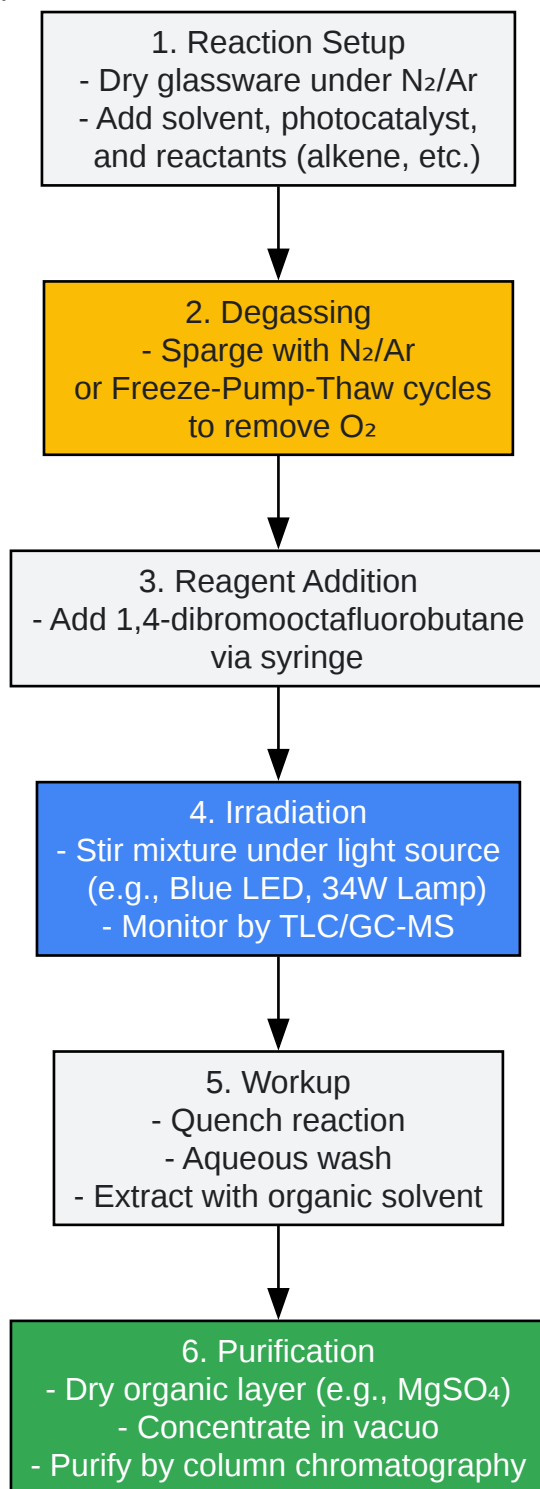 1. Reaction Setup
- Dry glassware under N₂/Ar
- Add solvent, photocatalyst,
and reactants (alkene, etc.)
2. Degassing
- Sparge with N₂/Ar
or Freeze-Pump-Thaw cycles
to remove O₂
3. Reagent Addition
- Add 1,4-dibromooctafluorobutane
via syringe
4. Irradiation
- Stir mixture under light source
(e.g., Blue LED, 34W Lamp)
- Monitor by TLC/GC-MS
5. Workup
- Quench reaction
- Aqueous wash
- Extract with organic solvent
6. Purification
- Dry organic layer (e.g., MgSO₄)
- Concentrate in vacuo
- Purify by column chromatography